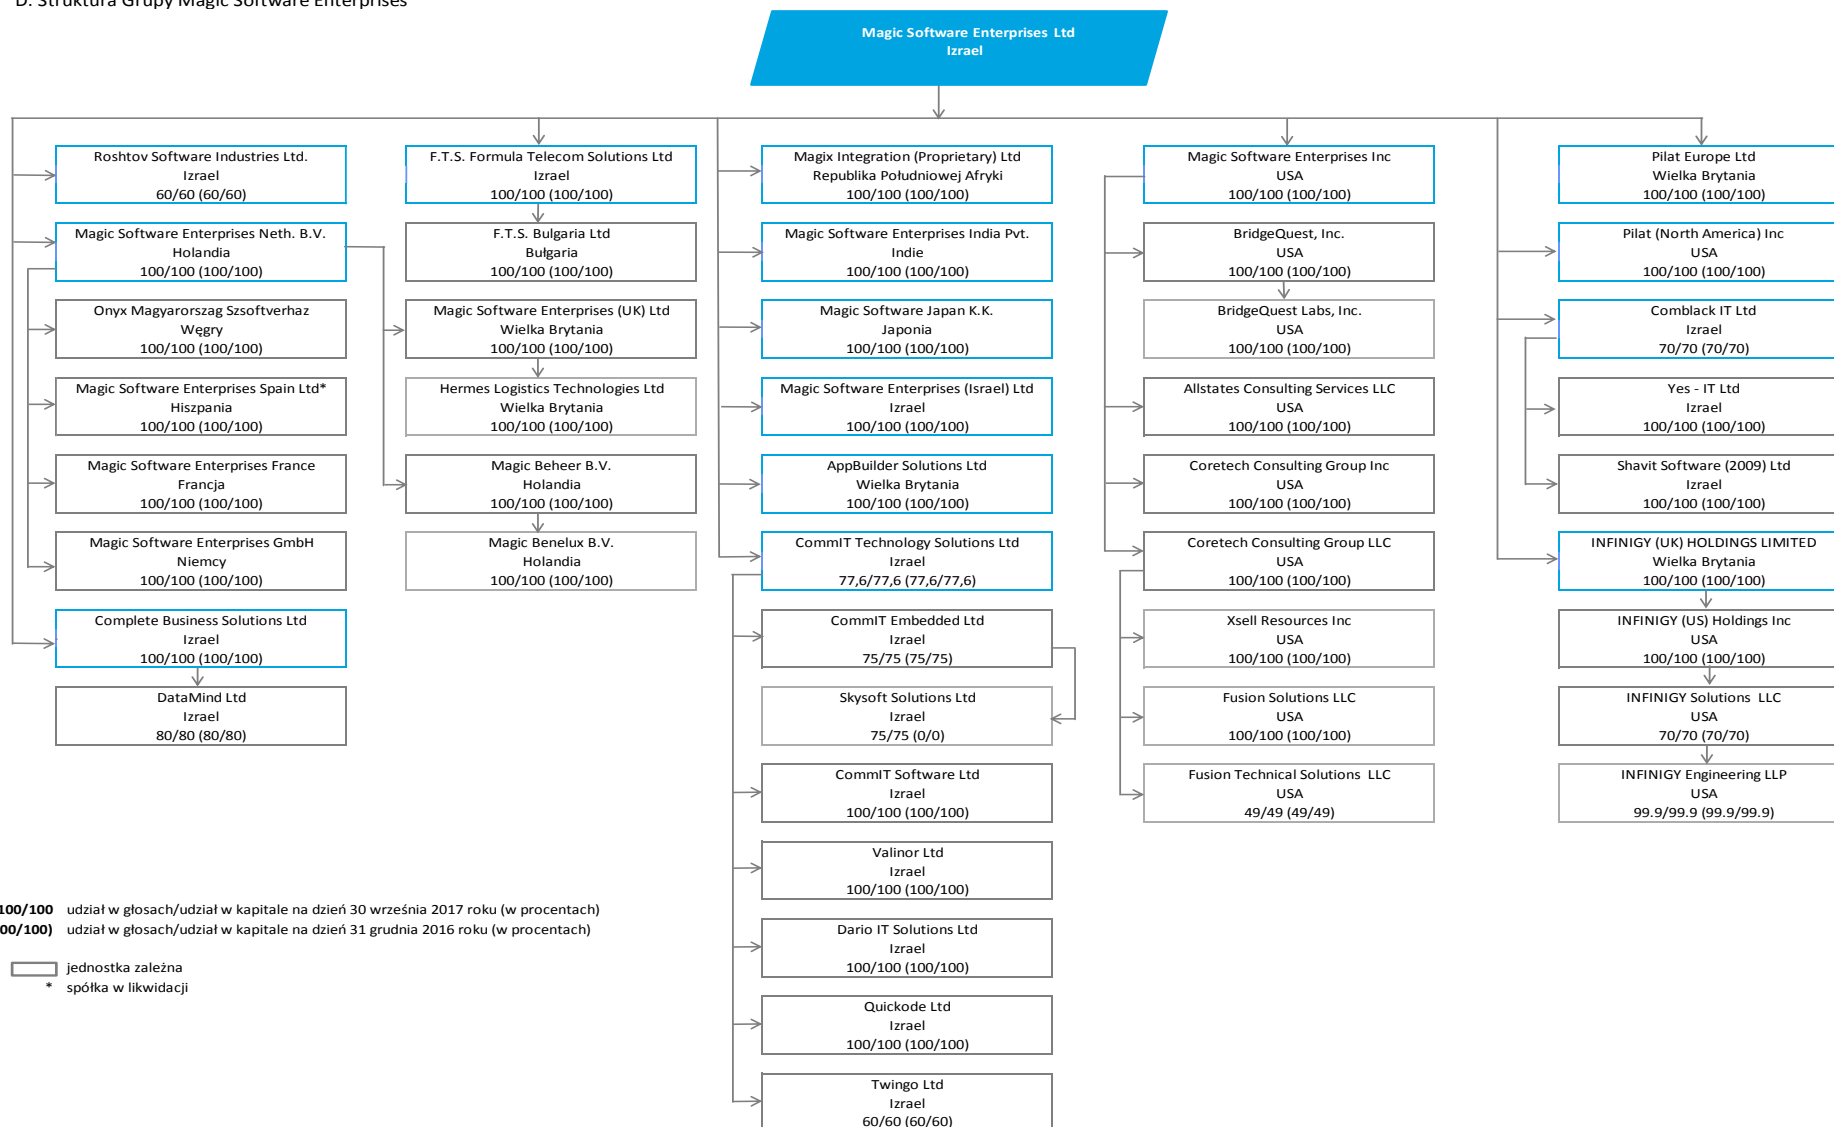 D. Struktura Grupy Magic Software Enterprises
Magic Software Enterprises Ltd
Izrael
Roshtov Software Industries Ltd.
Izrael
60/60 (60/60)
Magic Software Enterprises Neth. B.V.
Holandia
100/100 (100/100)
Onyx Magyarorszag Szsoftverhaz
Węgry
100/100 (100/100)
Magic Software Enterprises Spain Ltd*
Hiszpania
100/100 (100/100)
Magic Software Enterprises France
Francja
100/100 (100/100)
Magic Software Enterprises GmbH
Niemcy
100/100 (100/100)
Complete Business Solutions Ltd
Izrael
100/100 (100/100)
DataMind Ltd
Izrael
80/80 (80/80)
F.T.S. Formula Telecom Solutions Ltd
Izrael
100/100 (100/100)
F.T.S. Bulgaria Ltd
Bułgaria
100/100 (100/100)
Magic Software Enterprises (UK) Ltd
Wielka Brytania
100/100 (100/100)
Hermes Logistics Technologies Ltd
Wielka Brytania
100/100 (100/100)
Magic Beheer B.V.
Holandia
100/100 (100/100)
Magic Benelux B.V.
Holandia
100/100 (100/100)
Magix Integration (Proprietary) Ltd
Republika Południowej Afryki
100/100 (100/100)
Magic Software Enterprises India Pvt.
Indie
100/100 (100/100)
Magic Software Japan K.K.
Japonia
100/100 (100/100)
Magic Software Enterprises (Israel) Ltd
Izrael
100/100 (100/100)
AppBuilder Solutions Ltd
Wielka Brytania
100/100 (100/100)
CommIT Technology Solutions Ltd
Izrael
77,6/77,6 (77,6/77,6)
CommIT Embedded Ltd
Izrael
75/75 (75/75)
Skysoft Solutions Ltd
Izrael
75/75 (0/0)
CommIT Software Ltd
Izrael
100/100 (100/100)
Valinor Ltd
Izrael
100/100 (100/100)
Dario IT Solutions Ltd
Izrael
100/100 (100/100)
Quickode Ltd
Izrael
100/100 (100/100)
Twingo Ltd
Izrael
60/60 (60/60)
Magic Software Enterprises Inc
USA
100/100 (100/100)
BridgeQuest, Inc.
USA
100/100 (100/100)
BridgeQuest Labs, Inc.
USA
100/100 (100/100)
Allstates Consulting Services LLC
USA
100/100 (100/100)
Coretech Consulting Group Inc
USA
100/100 (100/100)
Coretech Consulting Group LLC
USA
100/100 (100/100)
Xsell Resources Inc
USA
100/100 (100/100)
Fusion Solutions LLC
USA
100/100 (100/100)
Fusion Technical Solutions LLC
USA
49/49 (49/49)
Pilat Europe Ltd
Wielka Brytania
100/100 (100/100)
Pilat (North America) Inc
USA
100/100 (100/100)
Comblack IT Ltd
Izrael
70/70 (70/70)
Yes - IT Ltd
Izrael
100/100 (100/100)
Shavit Software (2009) Ltd
Izrael
100/100 (100/100)
INFINIGY (UK) HOLDINGS LIMITED
Wielka Brytania
100/100 (100/100)
INFINIGY (US) Holdings Inc
USA
100/100 (100/100)
INFINIGY Solutions LLC
USA
70/70 (70/70)
INFINIGY Engineering LLP
USA
99.9/99.9 (99.9/99.9)
100/100 udział w głosach/udział w kapitale na dzień 30 września 2017 roku (w procentach)
00/100) udział w głosach/udział w kapitale na dzień 31 grudnia 2016 roku (w procentach)
jednostka zależna
* spółka w likwidacji